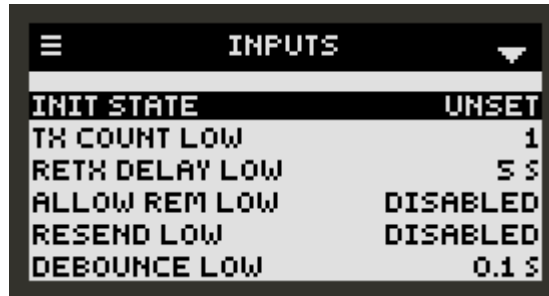 INPUTS
INIT STATE UNSET
TX COUNT LOW 1
RETX DELAY LOW 5 S
ALLOW REM LOW DISABLED
RESEND LOW DISABLED
DEBOUNCE LOW 0.1 S